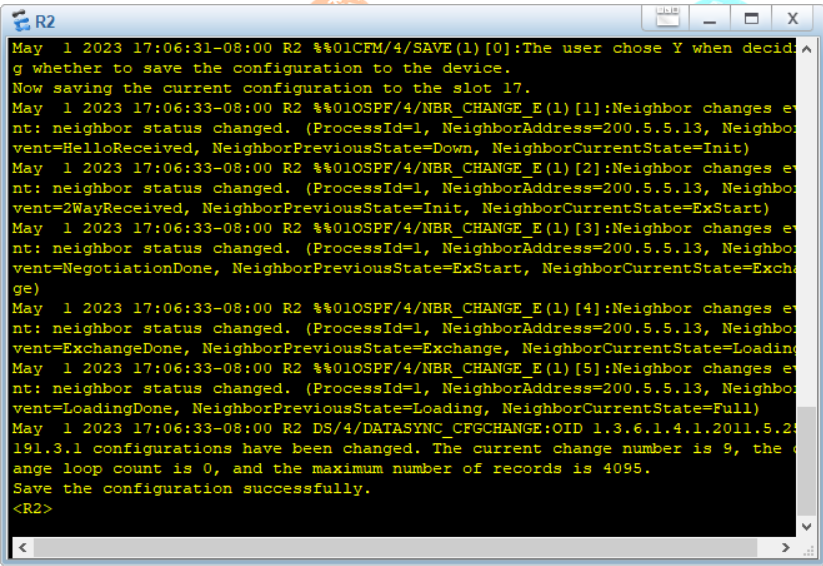 R2
May  1 2023 17:06:31-08:00 R2 %%01CFM/4/SAVE(l)[0]:The user chose Y when decidi
g whether to save the configuration to the device.
Now saving the current configuration to the slot 17.
May  1 2023 17:06:33-08:00 R2 %%01OSPF/4/NBR_CHANGE_E(l)[1]:Neighbor changes ev
nt: neighbor status changed. (ProcessId=1, NeighborAddress=200.5.5.13, Neighbo
vent=HelloReceived, NeighborPreviousState=Down, NeighborCurrentState=Init)
May  1 2023 17:06:33-08:00 R2 %%01OSPF/4/NBR_CHANGE_E(l)[2]:Neighbor changes ev
nt: neighbor status changed. (ProcessId=1, NeighborAddress=200.5.5.13, Neighbo
vent=2WayReceived, NeighborPreviousState=Init, NeighborCurrentState=ExStart)
May  1 2023 17:06:33-08:00 R2 %%01OSPF/4/NBR_CHANGE_E(l)[3]:Neighbor changes ev
nt: neighbor status changed. (ProcessId=1, NeighborAddress=200.5.5.13, Neighbo
vent=NegotiationDone, NeighborPreviousState=ExStart, NeighborCurrentState=Excha
ge)
May  1 2023 17:06:33-08:00 R2 %%01OSPF/4/NBR_CHANGE_E(l)[4]:Neighbor changes ev
nt: neighbor status changed. (ProcessId=1, NeighborAddress=200.5.5.13, Neighbo
vent=ExchangeDone, NeighborPreviousState=Exchange, NeighborCurrentState=Loading
May  1 2023 17:06:33-08:00 R2 %%01OSPF/4/NBR_CHANGE_E(l)[5]:Neighbor changes ev
nt: neighbor status changed. (ProcessId=1, NeighborAddress=200.5.5.13, Neighbo
vent=LoadingDone, NeighborPreviousState=Loading, NeighborCurrentState=Full)
May  1 2023 17:06:33-08:00 R2 DS/4/DATASYNC_CFGCHANGE:OID 1.3.6.1.4.1.2011.5.25
191.3.1 configurations have been changed. The current change number is 9, the c
ange loop count is 0, and the maximum number of records is 4095.
Save the configuration successfully.
<R2>